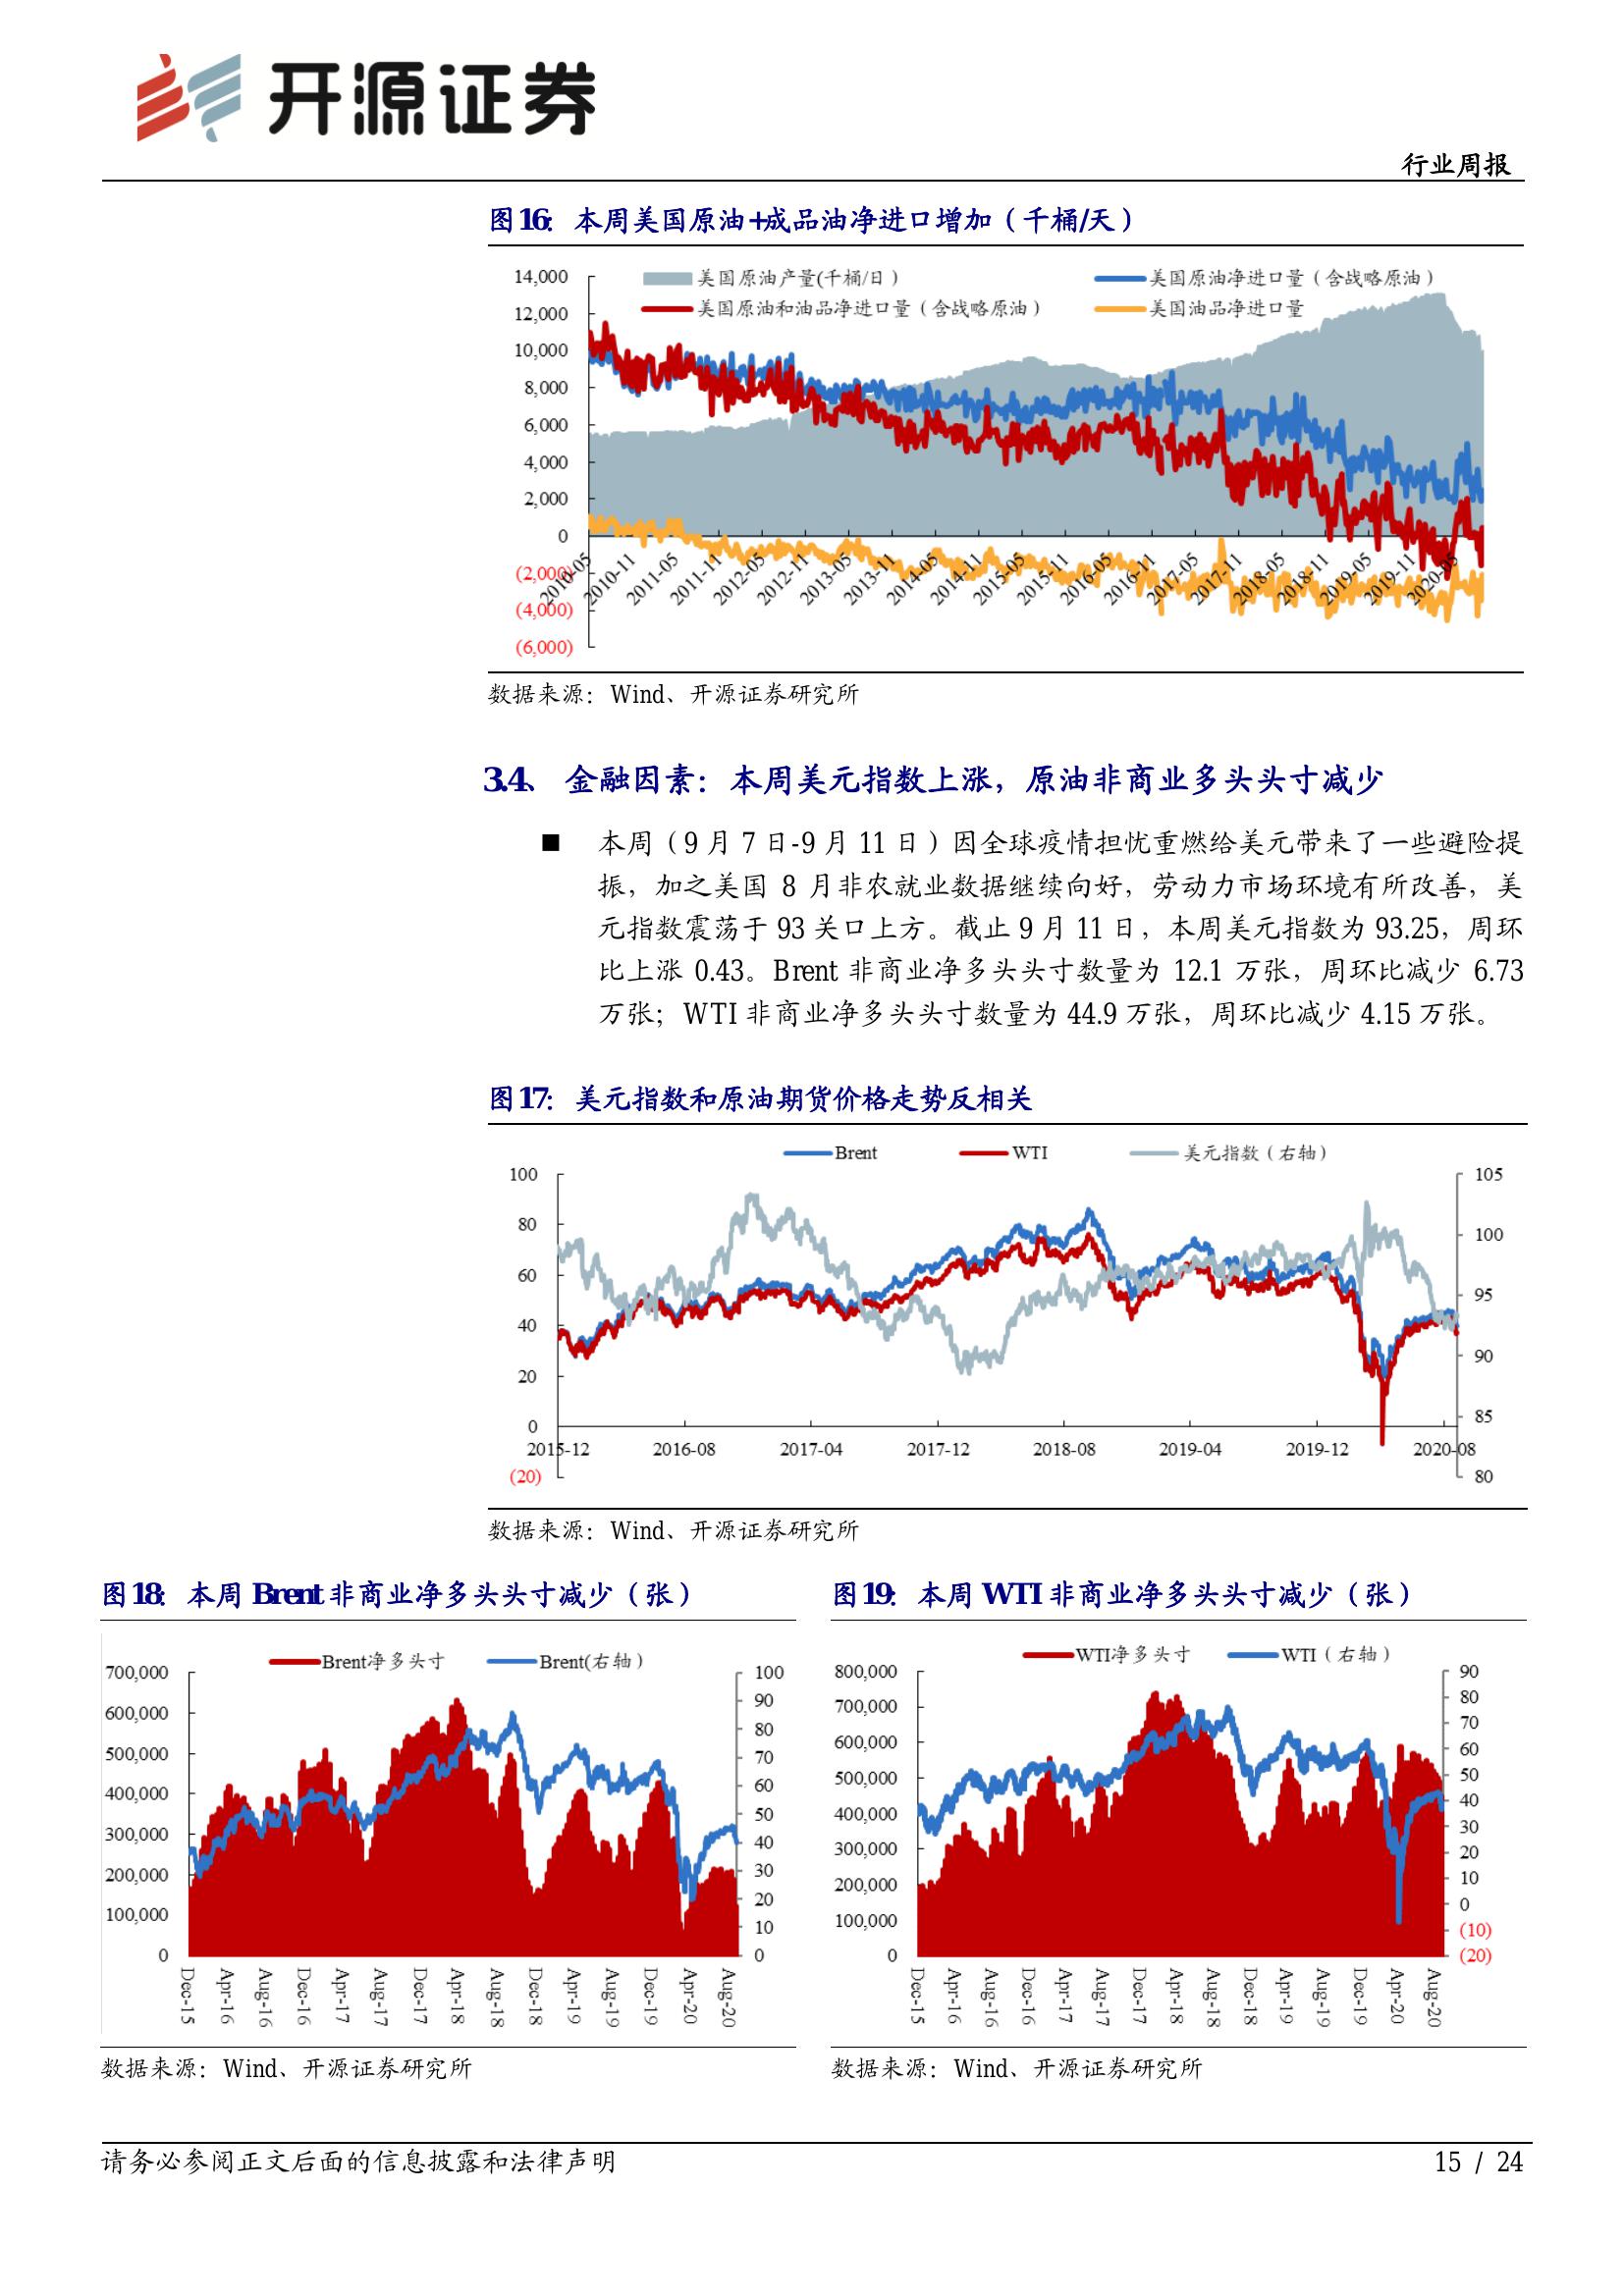 开源证券
行业周报
图16： 本周美国原油+成品油净进口增加（千桶/天）
美国原油产量(千桶/日）
美国原油净进口量（含战略原油）
美国原油和油品净进口量（含战略原油）
美国油品净进口量
14,000
12,000
10,000
8,000
6,000
4,000
2,000
0
(2,000)
(4,000)
(6,000)
2010-05
2010-11
2011-05
2011-11
2012-05
2012-11
2013-05
2013-11
2014-05
2014-11
2015-05
2015-11
2016-05
2016-11
2017-05
2017-11
2018-05
2018-11
2019-05
2019-11
2020-05
数据来源：Wind、开源证券研究所
3.4、 金融因素：本周美元指数上涨，原油非商业多头头寸减少
■ 本周（9 月 7 日-9 月 11 日）因全球疫情担忧重燃给美元带来了一些避险提
振，加之美国 8 月非农就业数据继续向好，劳动力市场环境有所改善，美
元指数震荡于 93 关口上方。截止 9 月 11 日，本周美元指数为 93.25，周环
比上涨 0.43。Brent 非商业净多头头寸数量为 12.1 万张，周环比减少 6.73
万张；WTI 非商业净多头头寸数量为 44.9 万张，周环比减少 4.15 万张。
图17： 美元指数和原油期货价格走势反相关
Brent
WTI
美元指数（右轴）
100
80
60
40
20
0
(20)
105
100
95
90
85
80
2015-12
2016-08
2017-04
2017-12
2018-08
2019-04
2019-12
2020-08
数据来源：Wind、开源证券研究所
图18： 本周 Brent 非商业净多头头寸减少（张）
Brent净多头寸
Brent(右轴）
700,000
600,000
500,000
400,000
300,000
200,000
100,000
0
100
90
80
70
60
50
40
30
20
10
0
Dec-15
Apr-16
Aug-16
Dec-16
Apr-17
Aug-17
Dec-17
Apr-18
Aug-18
Dec-18
Apr-19
Aug-19
Dec-19
Apr-20
Aug-20
数据来源：Wind、开源证券研究所
图19： 本周 WTI 非商业净多头头寸减少（张）
WTI净多头寸
WTI（右轴）
800,000
700,000
600,000
500,000
400,000
300,000
200,000
100,000
0
90
80
70
60
50
40
30
20
10
0
(10)
(20)
Dec-15
Apr-16
Aug-16
Dec-16
Apr-17
Aug-17
Dec-17
Apr-18
Aug-18
Dec-18
Apr-19
Aug-19
Dec-19
Apr-20
Aug-20
数据来源：Wind、开源证券研究所
请务必参阅正文后面的信息披露和法律声明
15 / 24